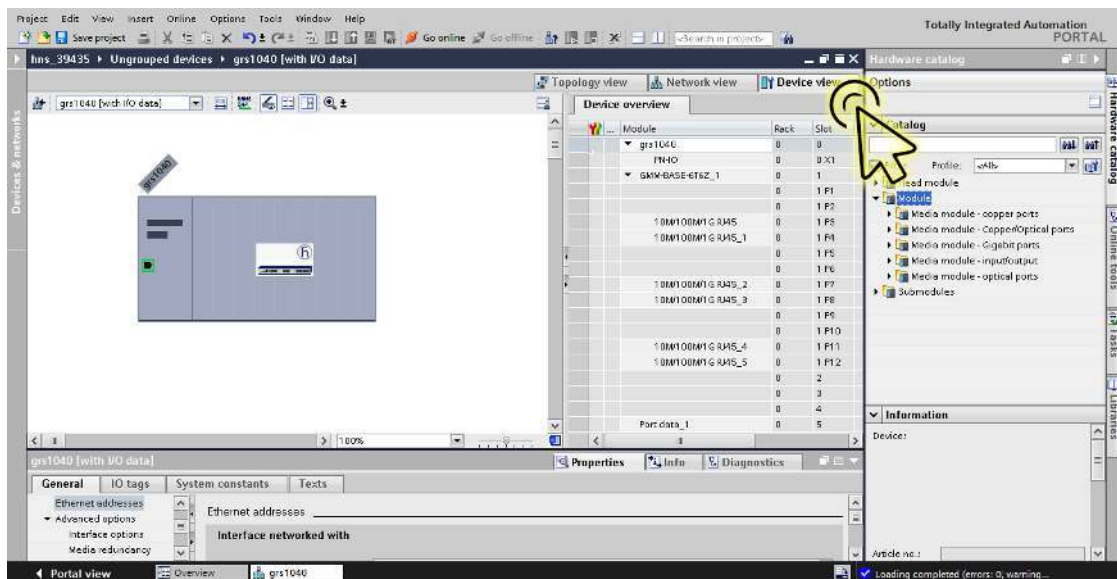 Project Edit View Insert Online Options Tools Window Help
Totally Integrated Automation
PORTAL
Save project Go online Go offline <Search in project>
hns_39435 ▸ Ungrouped devices ▸ grs1040 [with I/O data]
Hardware catalog
Topology view Network view Device view
Options
grs1040 [with I/O data]
Device overview
Module Rack Slot
grs1040 0 0
PN-IO 0 0 X1
GMM-BASE-6T6Z_1 0 1
0 1 P1
0 1 P2
10M/100M/1G RJ45 0 1 P3
10M/100M/1G RJ45_1 0 1 P4
0 1 P5
0 1 P6
10M/100M/1G RJ45_2 0 1 P7
10M/100M/1G RJ45_3 0 1 P8
0 1 P9
0 1 P10
10M/100M/1G RJ45_4 0 1 P11
10M/100M/1G RJ45_5 0 1 P12
0 2
0 3
0 4
Port data_1 0 5
grs1040
Catalog
Profile: <All>
Head module
Module
Media module - copper ports
Media module - Copper/Optical ports
Media module - Gigabit ports
Media module - input/output
Media module - optical ports
Submodules
Information
Device:
Article no.:
Devices & networks
Hardware catalog
Online tools
Tasks
Libraries
100%
grs1040 [with I/O data]
Properties Info Diagnostics
General IO tags System constants Texts
Ethernet addresses
Advanced options
Interface options
Media redundancy
Ethernet addresses
Interface networked with
Portal view Overview grs1040
Loading completed (errors: 0, warning...